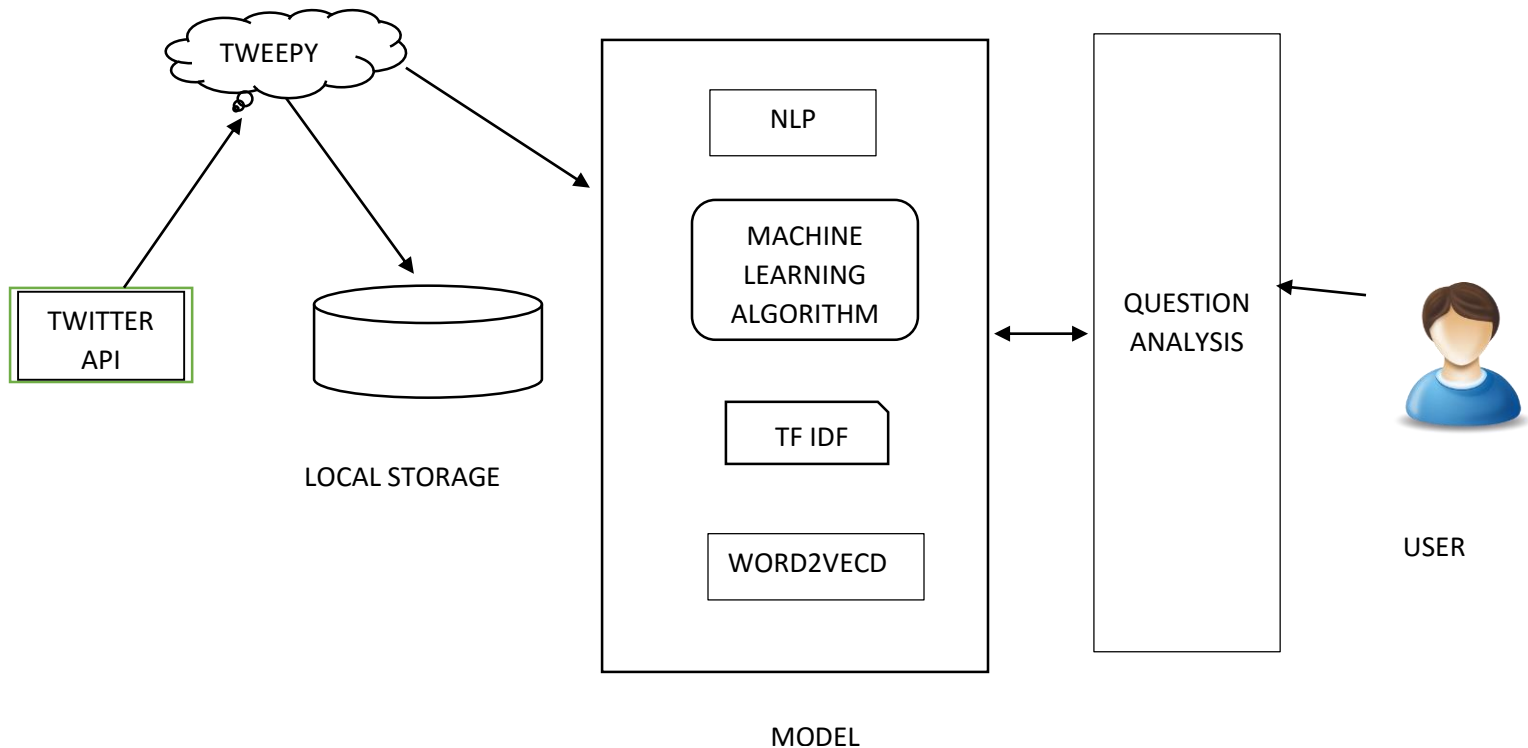 TWEEPY
TWITTER
API
LOCAL STORAGE
NLP
MACHINE
LEARNING
ALGORITHM
TF IDF
WORD2VECD
MODEL
QUESTION
ANALYSIS
USER